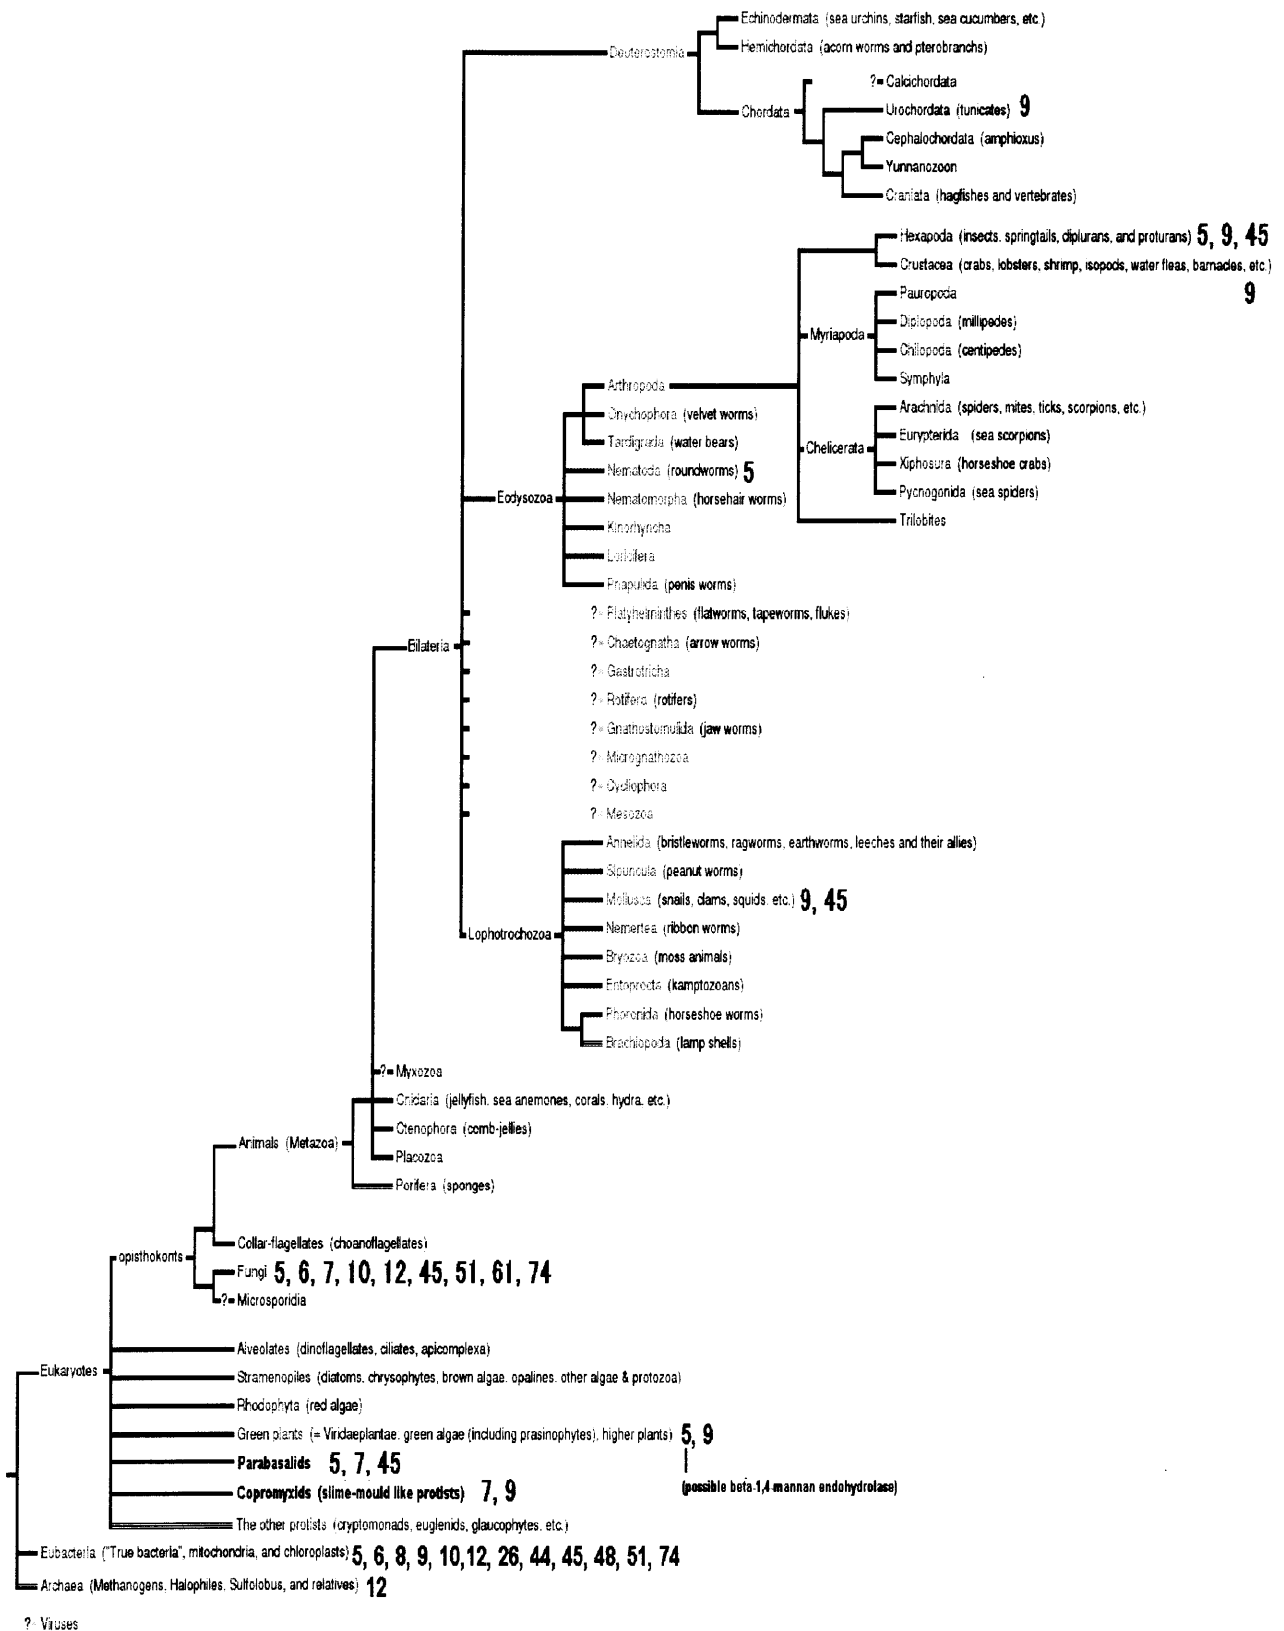 Echinodermata (sea urchins, starfish, sea cucumbers, etc.)
Deuterostomia
Hemichordata (acorn worms and pterobranchs)
?= Calcichordata
Chordata
Urochordata (tunicates) 9
Cephalochordata (amphioxus)
Yunnanozoon
Craniata (hagfishes and vertebrates)
Hexapoda (insects, springtails, diplurans, and proturans) 5, 9, 45
Crustacea (crabs, lobsters, shrimp, isopods, water fleas, barnacles, etc.)
Pauropoda 9
Diplopoda (millipedes)
Myriapoda
Chilopoda (centipedes)
Symphyla
Arthropoda
Arachnida (spiders, mites, ticks, scorpions, etc.)
Onychophora (velvet worms)
Eurypterida (sea scorpions)
Tardigrada (water bears)
Chelicerata
Xiphosura (horseshoe crabs)
Nematoda (roundworms) 5
Pycnogonida (sea spiders)
Ecdysozoa
Nematomorpha (horsehair worms)
Trilobites
Kinorhyncha
Loricifera
Priapulida (penis worms)
?= Platyhelminthes (flatworms, tapeworms, flukes)
Bilateria
?= Chaetognatha (arrow worms)
?= Gastrotricha
?= Rotifera (rotifers)
?= Gnathostomulida (jaw worms)
?= Micrognathozoa
?= Cycliophora
?= Mesozoa
Annelida (bristleworms, ragworms, earthworms, leeches and their allies)
Sipuncula (peanut worms)
Mollusca (snails, clams, squids, etc.) 9, 45
Nemertea (ribbon worms)
Lophotrochozoa
Bryozoa (moss animals)
Entoprocta (kamptozoans)
Phoronida (horseshoe worms)
Brachiopoda (lamp shells)
?= Myxozoa
Cnidaria (jellyfish, sea anemones, corals, hydra, etc.)
Ctenophora (comb-jellies)
Animals (Metazoa)
Placozoa
Porifera (sponges)
Collar-flagellates (choanoflagellates)
opisthokonts
Fungi 5, 6, 7, 10, 12, 45, 51, 61, 74
?= Microsporidia
Alveolates (dinoflagellates, ciliates, apicomplexa)
Eukaryotes
Stramenopiles (diatoms, chrysophytes, brown algae, opalines, other algae & protozoa)
Rhodophyta (red algae)
Green plants (= Viridaeplantae, green algae (including prasinophytes), higher plants) 5, 9
Parabasalids 5, 7, 45
(possible beta-1,4-mannan endohydrolase)
Copromyxids (slime-mould like protists) 7, 9
The other protists (cryptomonads, euglenids, glaucophytes, etc.)
Eubacteria ("True bacteria", mitochondria, and chloroplasts) 5, 6, 8, 9, 10,12, 26, 44, 45, 48, 51, 74
Archaea (Methanogens, Halophiles, Sulfolobus, and relatives) 12
?= Viruses